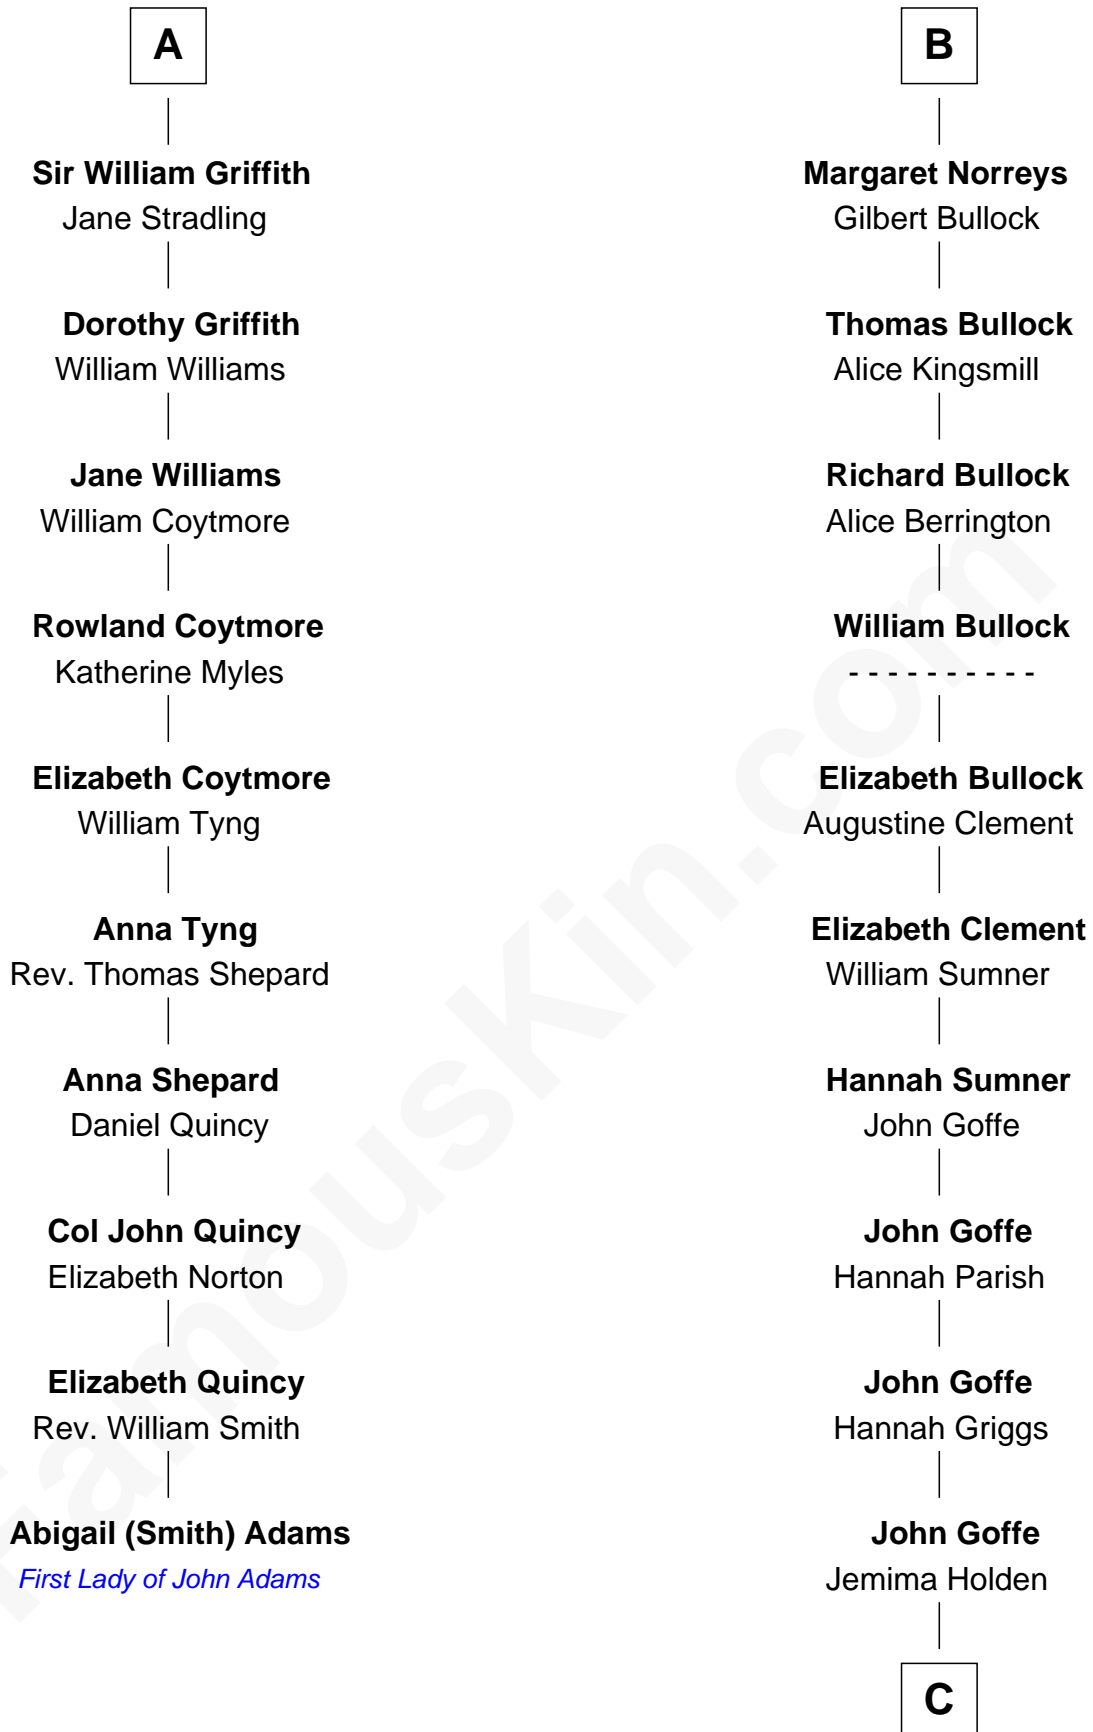 A
Sir William Griffith
Jane Stradling
Dorothy Griffith
William Williams
Jane Williams
William Coytmore
Rowland Coytmore
Katherine Myles
Elizabeth Coytmore
William Tyng
Anna Tyng
Rev. Thomas Shepard
Anna Shepard
Daniel Quincy
Col John Quincy
Elizabeth Norton
Elizabeth Quincy
Rev. William Smith
Abigail (Smith) Adams
First Lady of John Adams
B
Margaret Norreys
Gilbert Bullock
Thomas Bullock
Alice Kingsmill
Richard Bullock
Alice Berrington
William Bullock
- - - - - - - - - -
Elizabeth Bullock
Augustine Clement
Elizabeth Clement
William Sumner
Hannah Sumner
John Goffe
John Goffe
Hannah Parish
John Goffe
Hannah Griggs
John Goffe
Jemima Holden
C
FamousKin.com